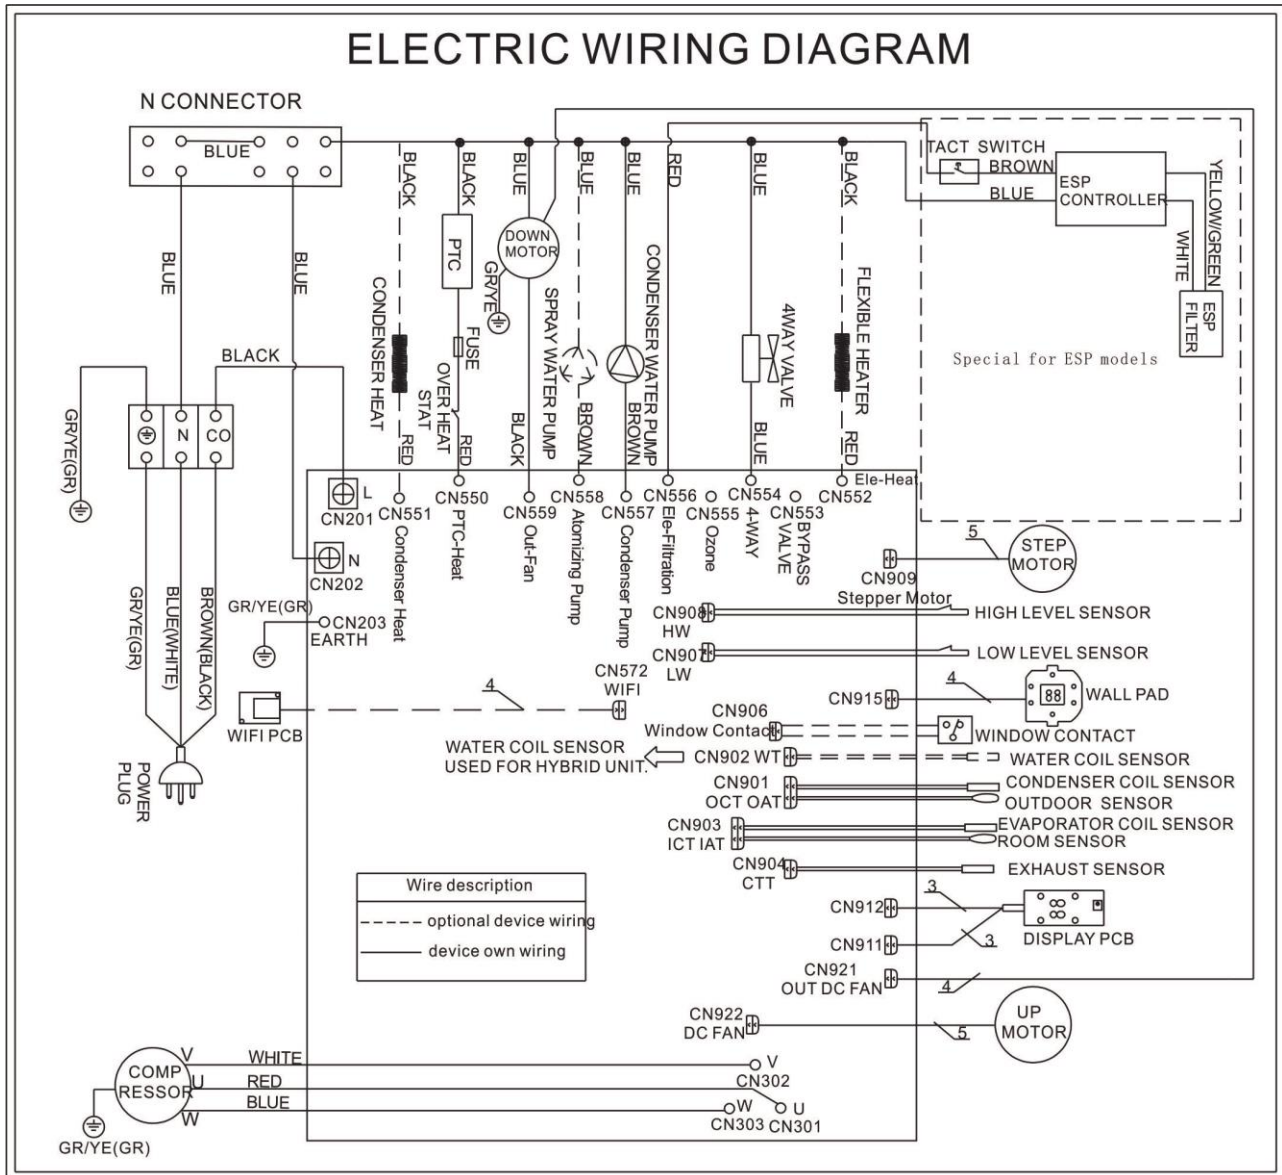 ELECTRIC WIRING DIAGRAM
N CONNECTOR
BLUE
BLACK
BLACK
BLUE
BLUE
BLUE
RED
BLUE
BLACK
TACT SWITCH
BROWN
BLUE
ESP
CONTROLLER
YELLOW/GREEN
WHITE
ESP
FILTER
Special for ESP models
BLUE
BLUE
PTC
DOWN
MOTOR
GR/YE
CONDENSER HEAT
FUSE
OVER HEAT
STAT
SPRAY WATER PUMP
CONDENSER WATER PUMP
4WAY VALVE
FLEXIBLE HEATER
BLACK
GR/YE(GR)
N
CO
RED
RED
BLACK
BROWN
BROWN
BLUE
RED
L
CN201
N
CN202
GR/YE(GR)
CN203
EARTH
CN551
Condenser Heat
CN550
PTC-Heat
CN559
Out-Fan
CN558
Atomizing Pump
CN557
Condenser Pump
CN556
Ele-Filtration
CN555
Ozone
CN554
4-WAY
CN553
BYPASS
VALVE
CN552
Ele-Heat
GR/YE(GR)
BLUE(WHITE)
BROWN(BLACK)
POWER
PLUG
WIFI PCB
4
CN572
WIFI
CN909
Stepper Motor
5
STEP
MOTOR
CN908
HW
HIGH LEVEL SENSOR
CN907
LW
LOW LEVEL SENSOR
CN915
4
88
WALL PAD
CN906
Window Contact
WINDOW CONTACT
WATER COIL SENSOR
USED FOR HYBRID UNIT.
CN902 WT
WATER COIL SENSOR
CN901
OCT OAT
CONDENSER COIL SENSOR
OUTDOOR SENSOR
CN903
ICT IAT
EVAPORATOR COIL SENSOR
ROOM SENSOR
CN904
CTT
EXHAUST SENSOR
CN912
3
CN911
3
DISPLAY PCB
CN921
OUT DC FAN
4
CN922
DC FAN
5
UP
MOTOR
Wire description
optional device wiring
device own wiring
COMP
RESSOR
V
WHITE
V
CN302
U
RED
W
BLUE
W
CN303
U
CN301
GR/YE(GR)